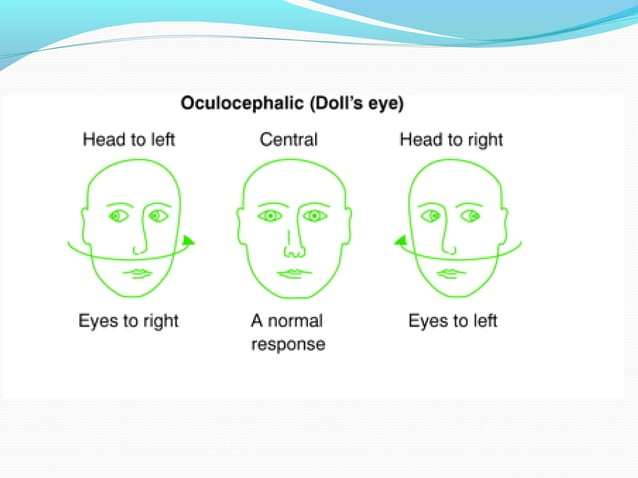 Oculocephalic (Doll's eye)
Head to left
Central
Head to right
Eyes to right
A normal
response
Eyes to left